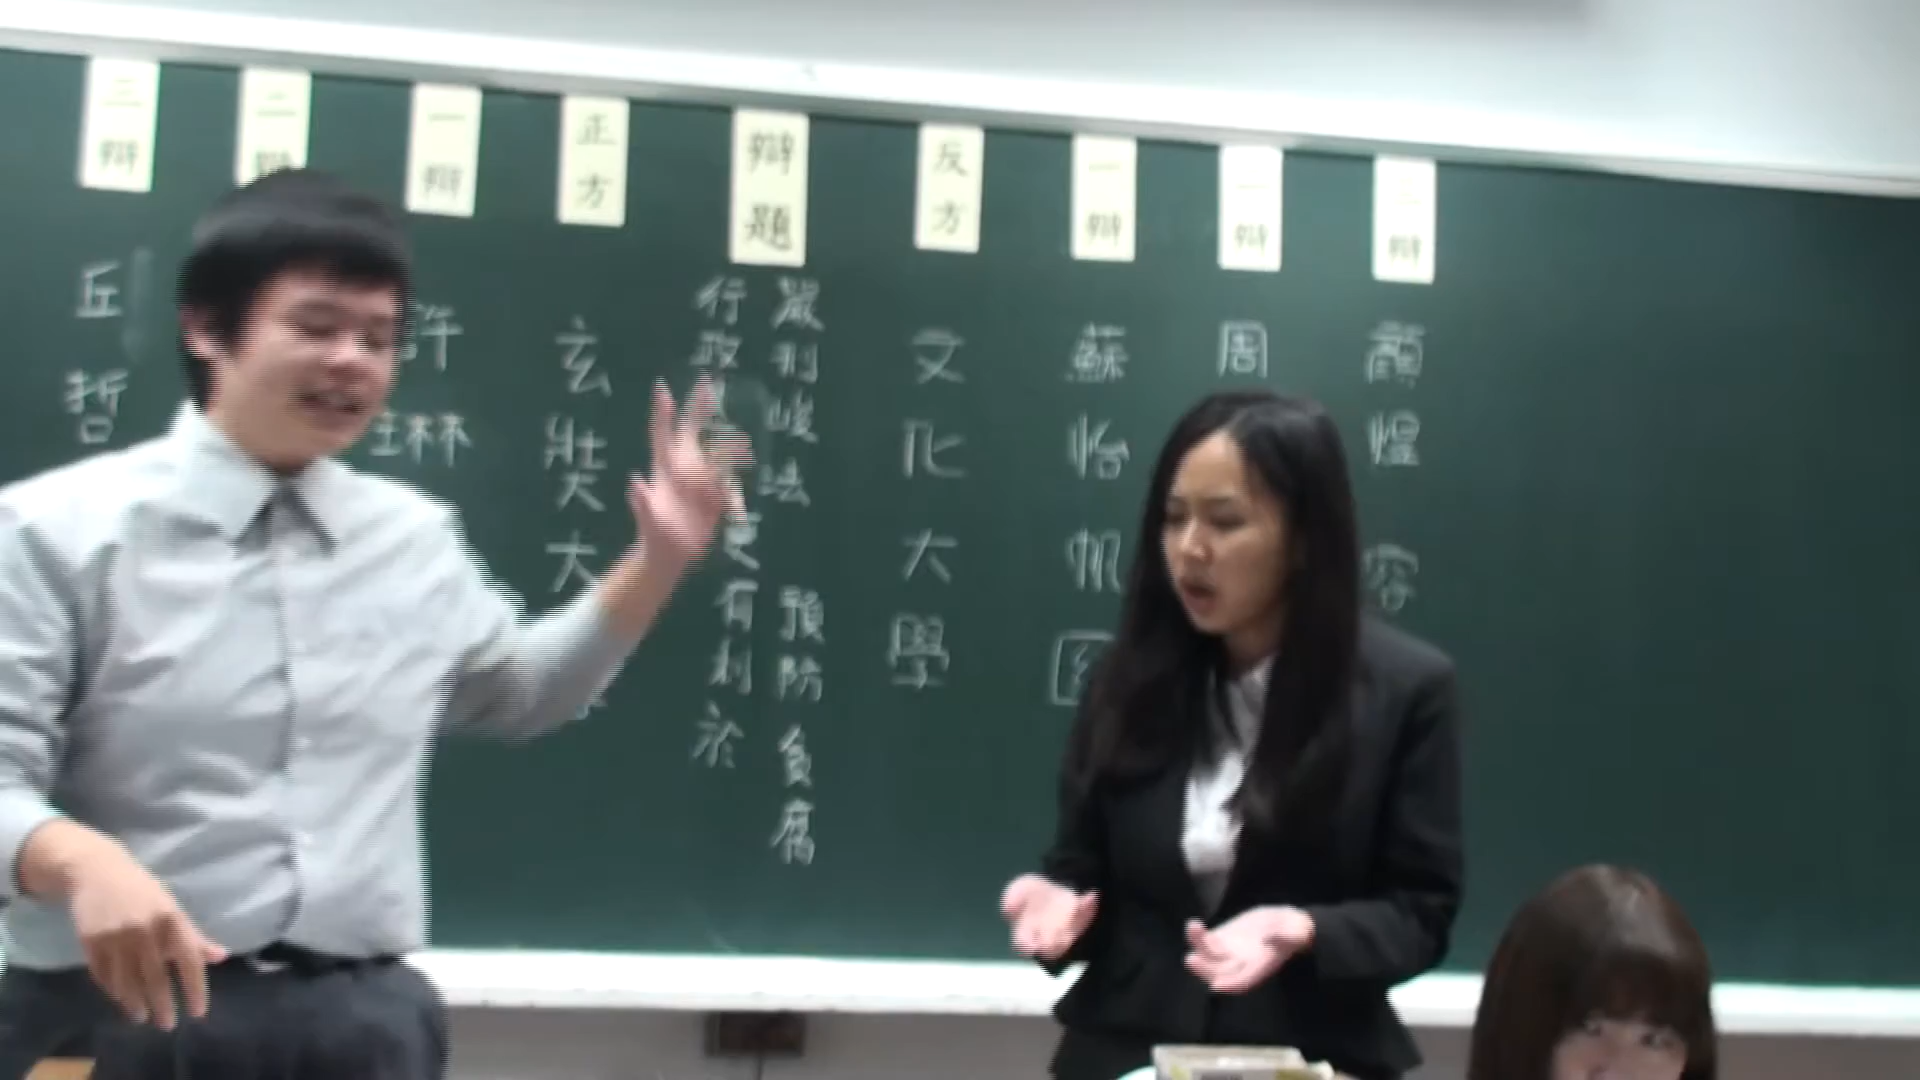 三辯
二辯
一辯
正方
辯題
反方
一辯
二辯
三辯
丘哲
許琳
玄奘大
嚴刑峻法 預防貪腐
行政
更有利於
文化大學
蘇怡帆
周
顏煜容